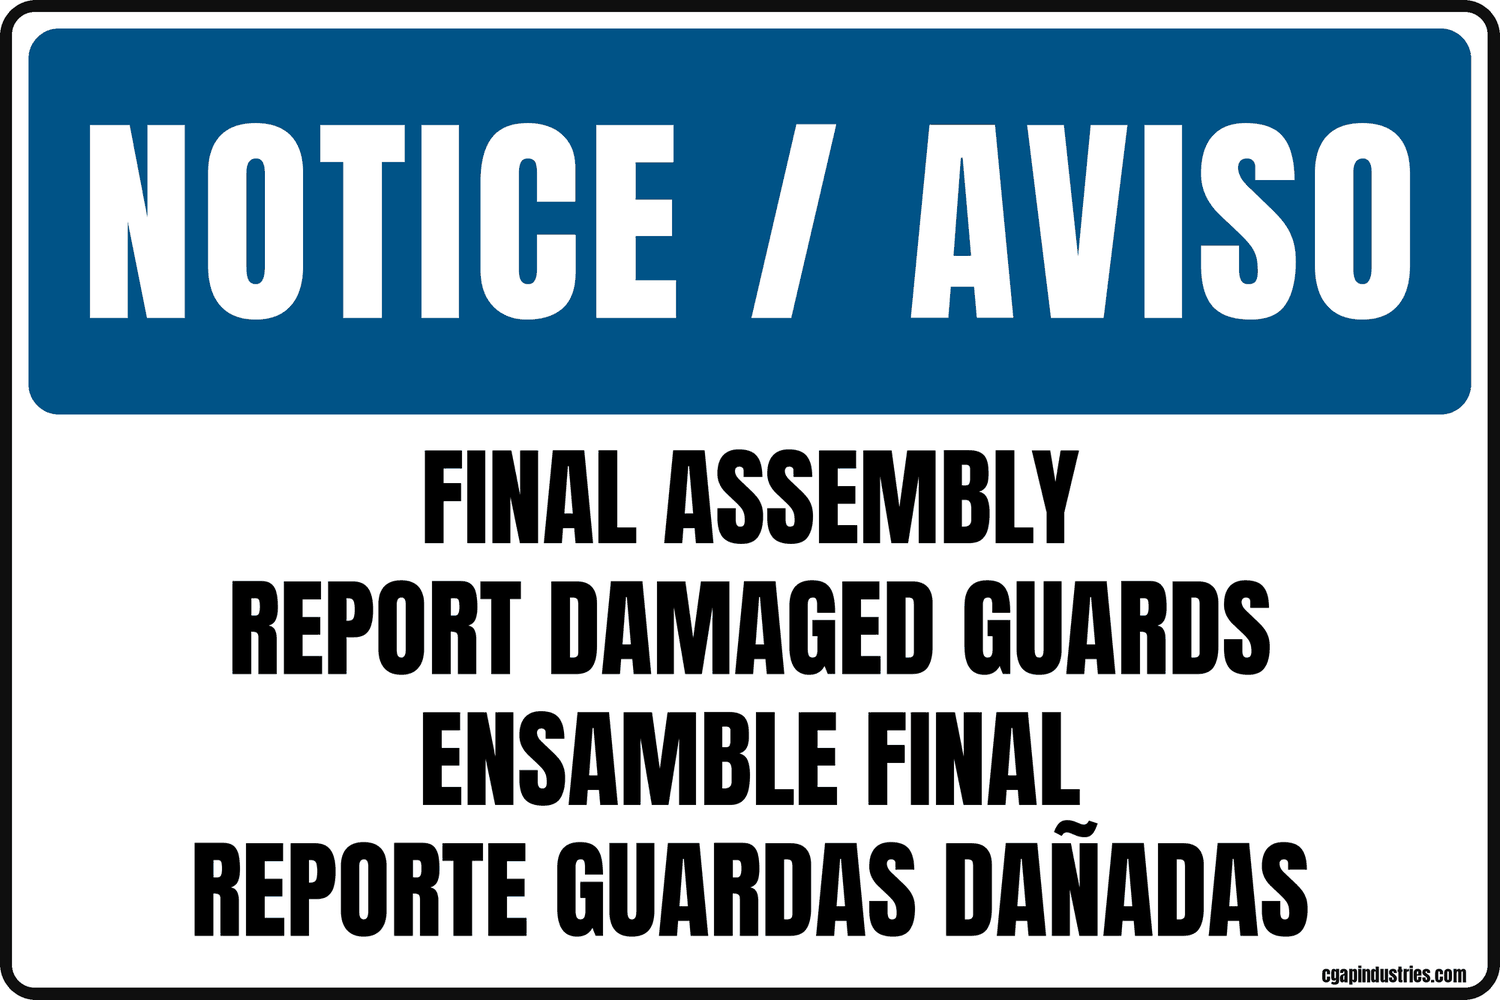 NOTICE / AVISO
FINAL ASSEMBLY
REPORT DAMAGED GUARDS
ENSAMBLE FINAL
REPORTE GUARDAS DAÑADAS
cgapindustries.com